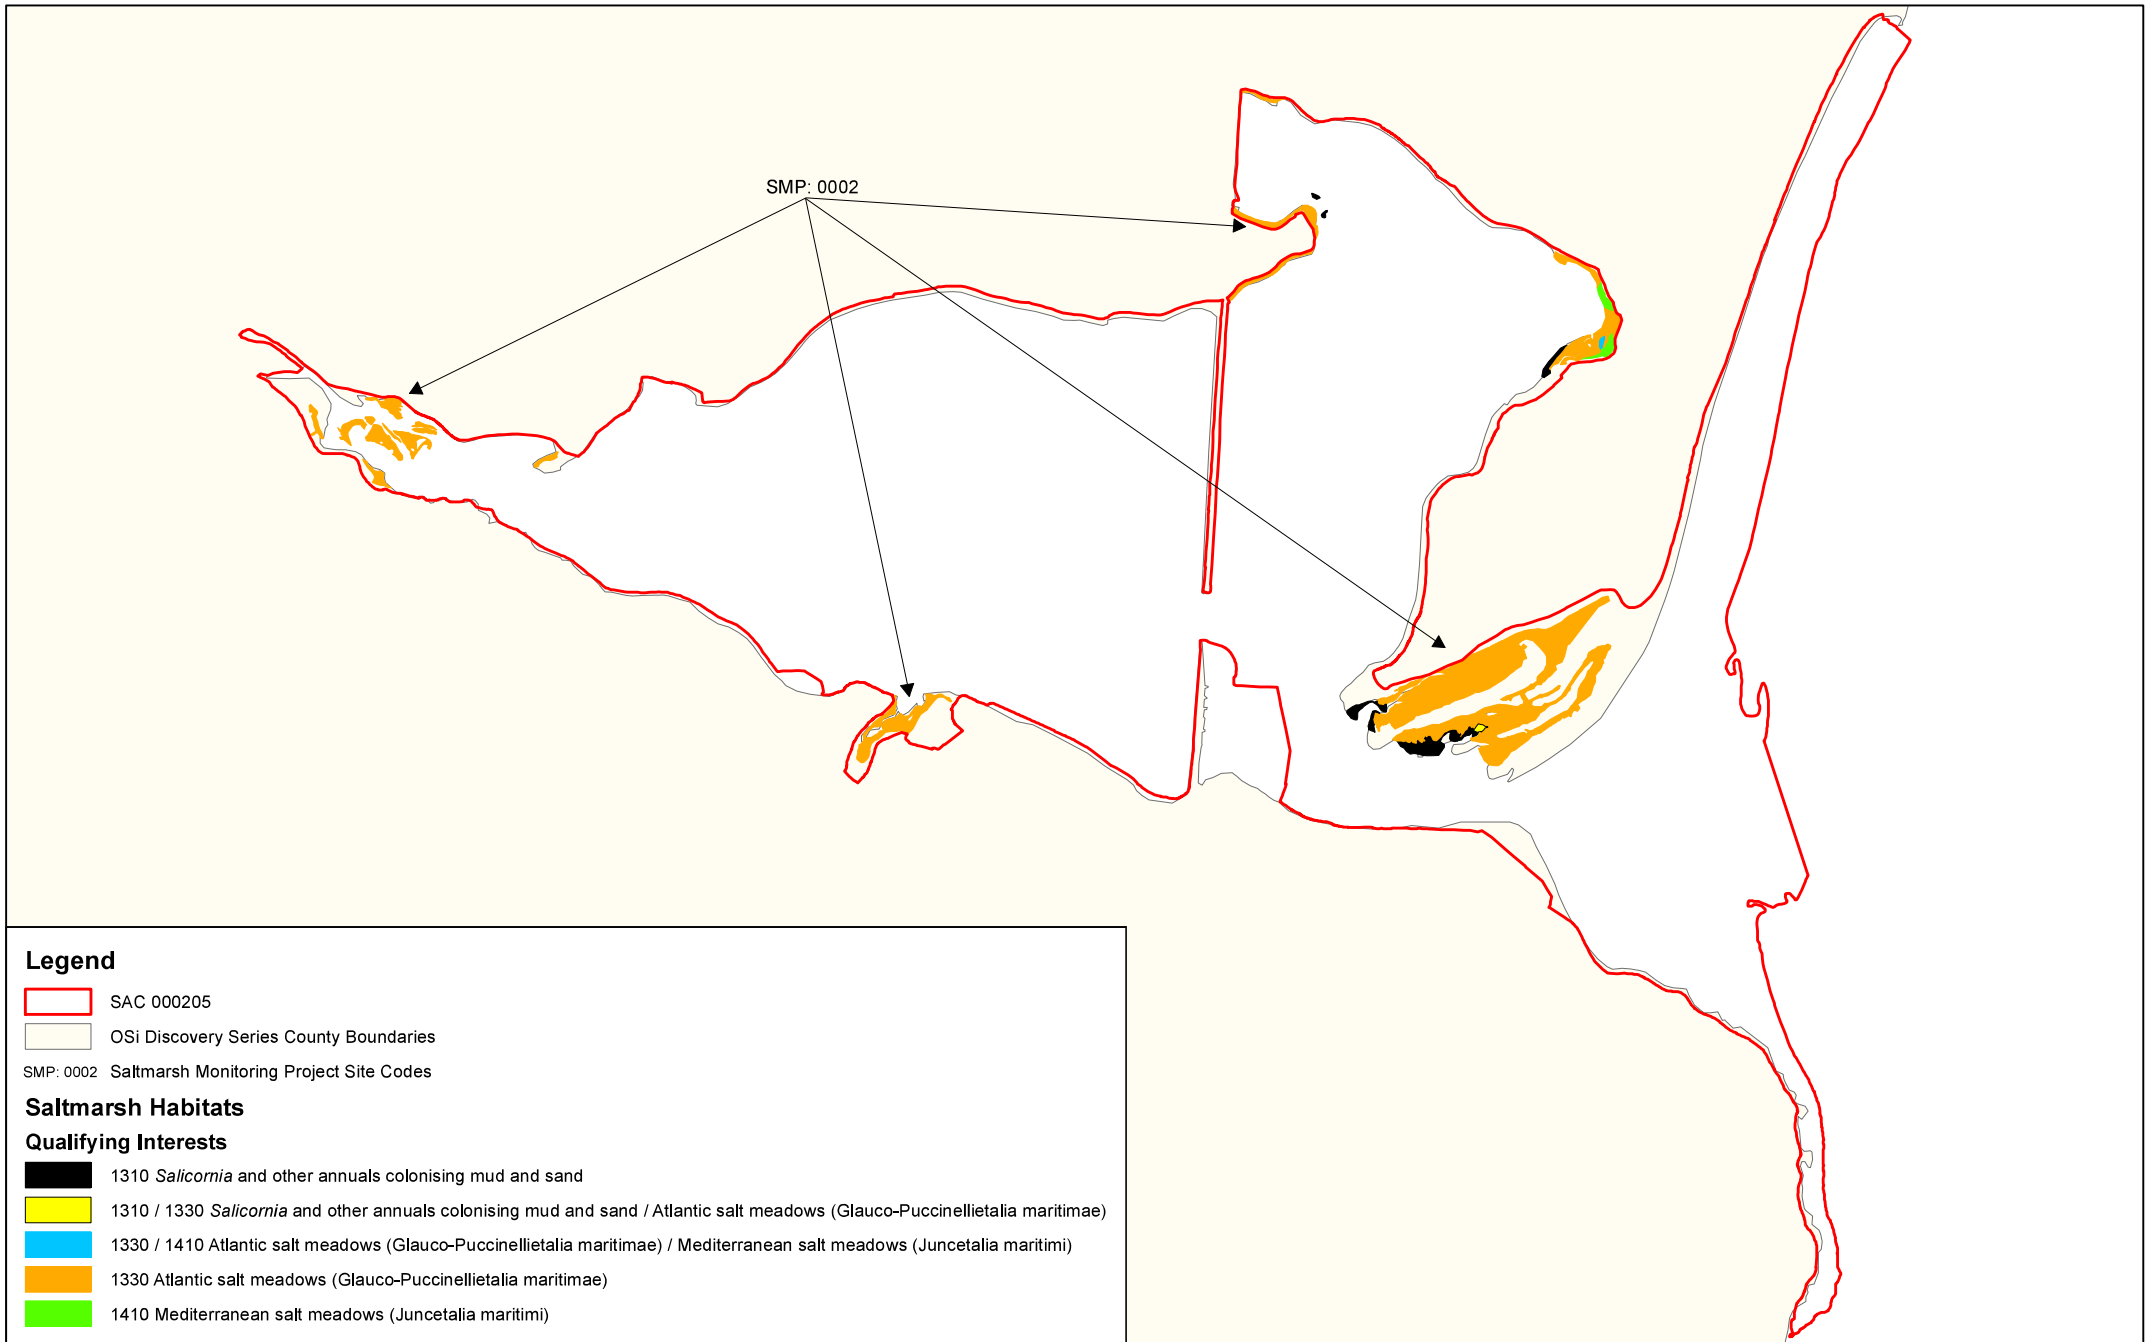 SMP: 0002
Legend
SAC 000205
OSi Discovery Series County Boundaries
SMP: 0002 Saltmarsh Monitoring Project Site Codes
Saltmarsh Habitats
Qualifying Interests
1310 Salicornia and other annuals colonising mud and sand
1310 / 1330 Salicornia and other annuals colonising mud and sand / Atlantic salt meadows (Glauco-Puccinellietalia maritimae)
1330 / 1410 Atlantic salt meadows (Glauco-Puccinellietalia maritimae) / Mediterranean salt meadows (Juncetalia maritimi)
1330 Atlantic salt meadows (Glauco-Puccinellietalia maritimae)
1410 Mediterranean salt meadows (Juncetalia maritimi)